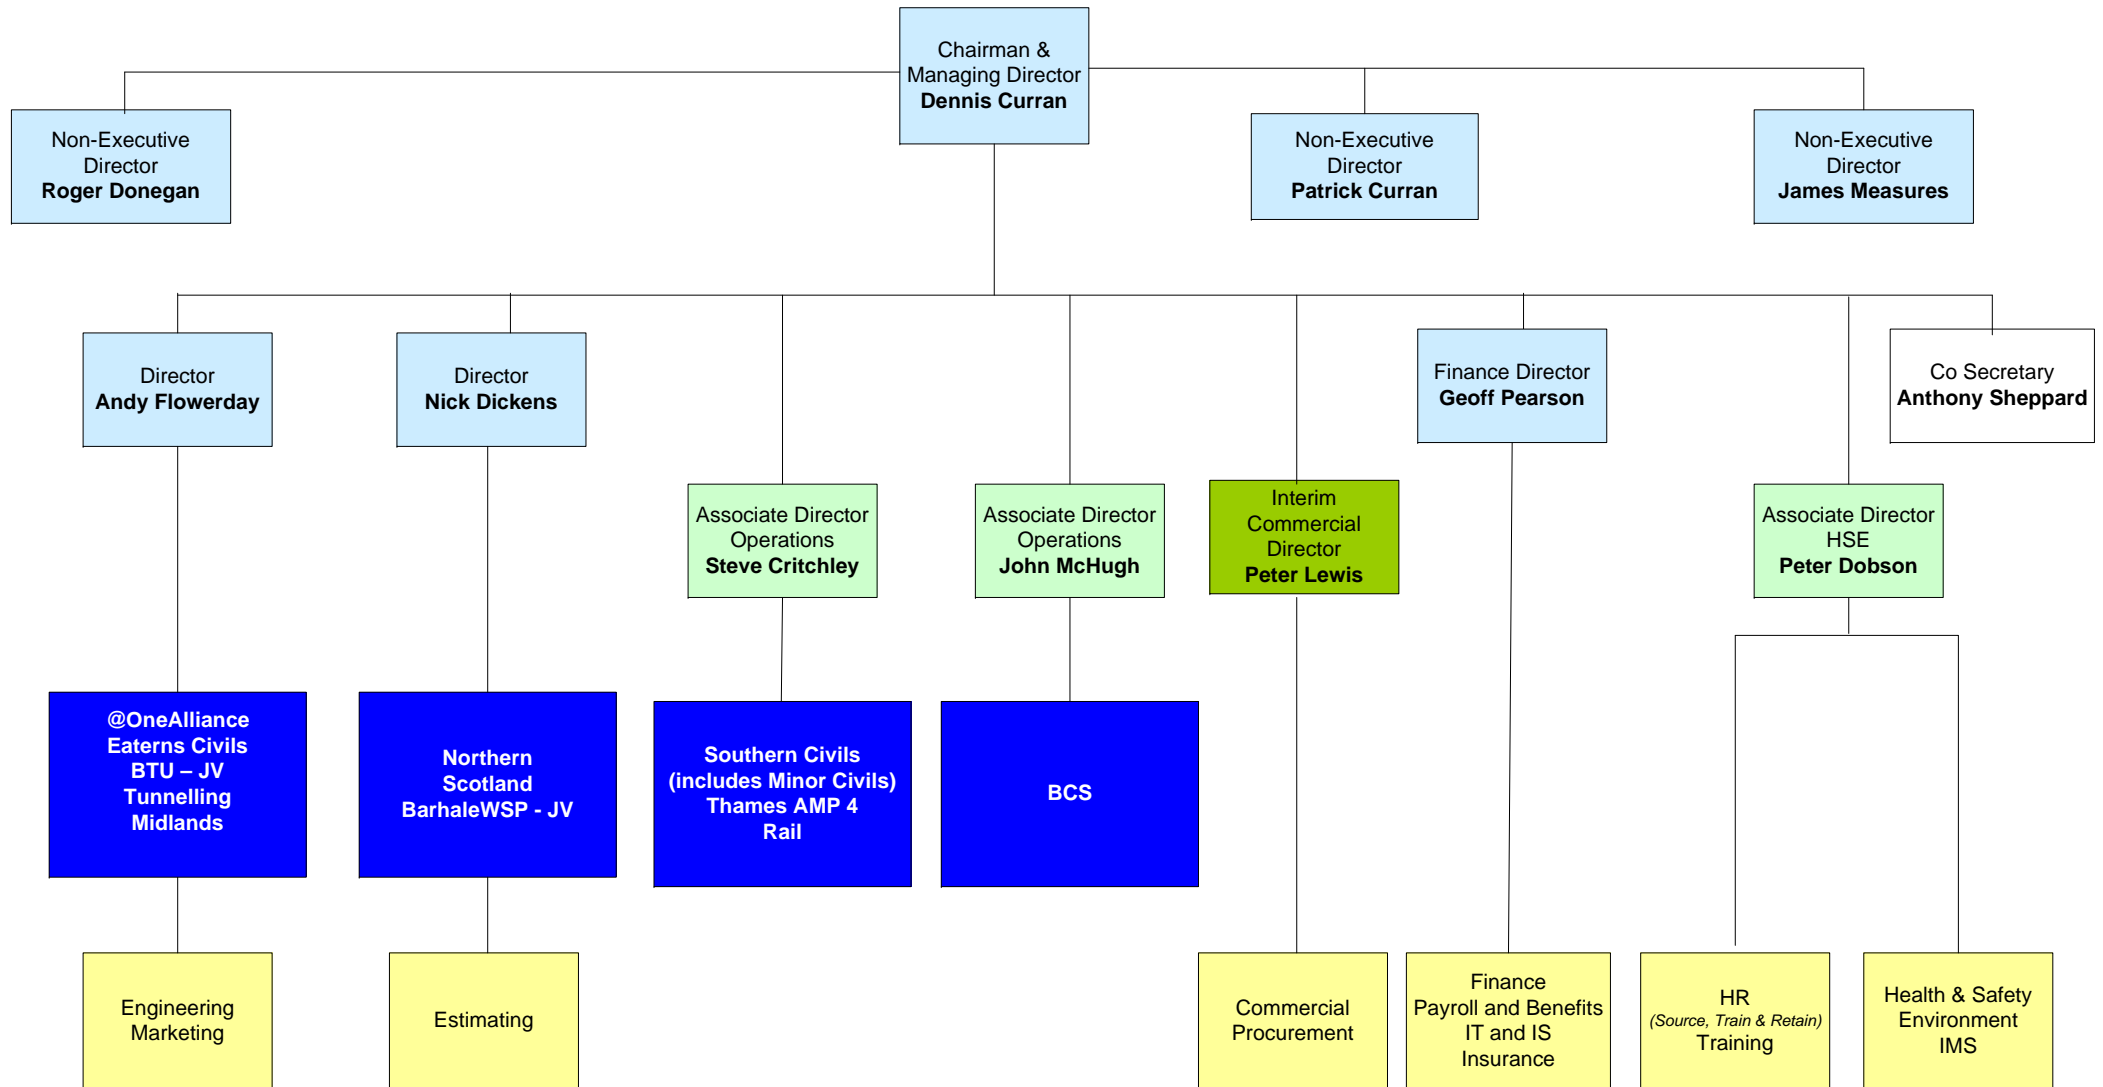 Chairman &
Managing Director
Dennis Curran
Non-Executive
Director
Roger Donegan
Non-Executive
Director
Patrick Curran
Non-Executive
Director
James Measures
Director
Andy Flowerday
Director
Nick Dickens
Finance Director
Geoff Pearson
Co Secretary
Anthony Sheppard
Associate Director
Operations
Steve Critchley
Associate Director
Operations
John McHugh
Interim
Commercial
Director
Peter Lewis
Associate Director
HSE
Peter Dobson
@OneAlliance
Eaterns Civils
BTU – JV
Tunnelling
Midlands
Northern
Scotland
BarhaleWSP - JV
Southern Civils
(includes Minor Civils)
Thames AMP 4
Rail
BCS
Engineering
Marketing
Estimating
Commercial
Procurement
Finance
Payroll and Benefits
IT and IS
Insurance
HR
(Source, Train & Retain)
Training
Health & Safety
Environment
IMS